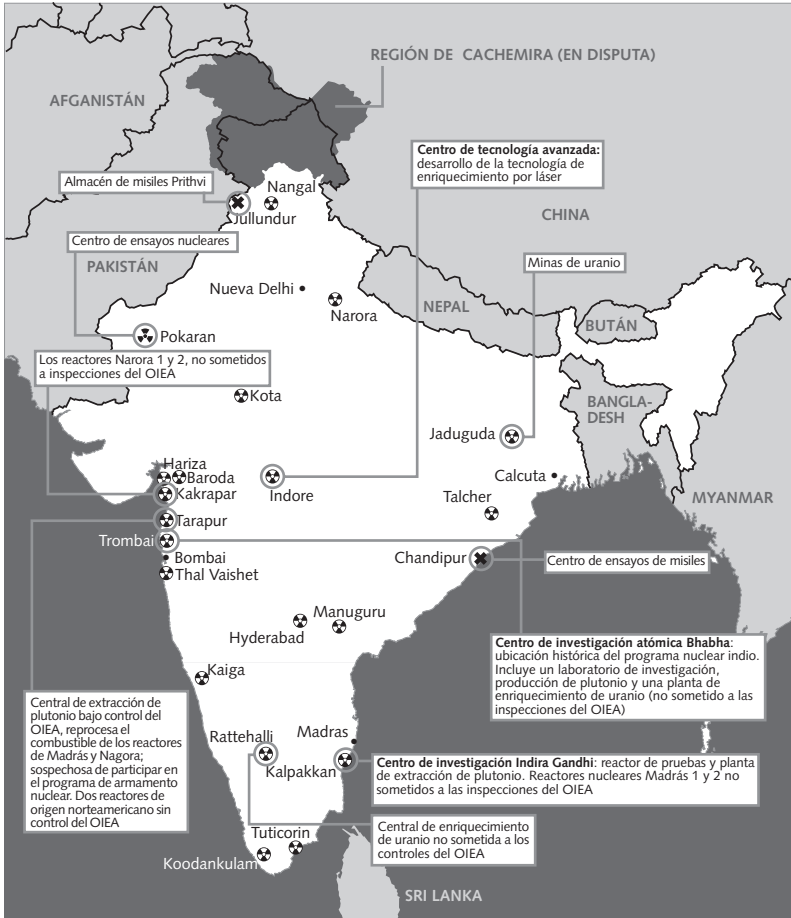 REGIÓN DE CACHEMIRA (EN DISPUTA)
AFGANISTÁN
Centro de tecnología avanzada:
desarrollo de la tecnología de
enriquecimiento por láser
Almacén de misiles Prithvi
Nangal
Jullundur
CHINA
Centro de ensayos nucleares
PAKISTÁN
Minas de uranio
Nueva Delhi
Narora
NEPAL
BUTÁN
Pokaran
Los reactores Narora 1 y 2, no sometidos
a inspecciones del OIEA
Kota
BANGLA-
DESH
Jaduguda
Hariza
Baroda
Kakrapar
Indore
Calcuta
Talcher
MYANMAR
Tarapur
Trombai
Bombai
Thal Vaishet
Chandipur
Centro de ensayos de misiles
Manuguru
Hyderabad
Centro de investigación atómica Bhabha:
ubicación histórica del programa nuclear indio.
Incluye un laboratorio de investigación,
producción de plutonio y una planta de
enriquecimiento de uranio (no sometido a las
inspecciones del OIEA)
Kaiga
Central de extracción de
plutonio bajo control del
OIEA, reprocesa el
combustible de los reactores
de Madrás y Nagora;
sospechosa de participar en
el programa de armamento
nuclear. Dos reactores de
origen norteamericano sin
control del OIEA
Rattehalli
Madras
Kalpakkan
Centro de investigación Indira Gandhi: reactor de pruebas y planta
de extracción de plutonio. Reactores nucleares Madrás 1 y 2 no
sometidos a las inspecciones del OIEA
Central de enriquecimiento
de uranio no sometida a los
controles del OIEA
Tuticorin
Koodankulam
SRI LANKA